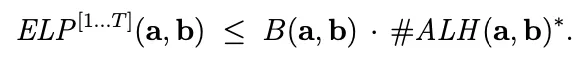 ELP^[1…T](a, b) ≤ B(a, b) · #ALH(a, b)*.